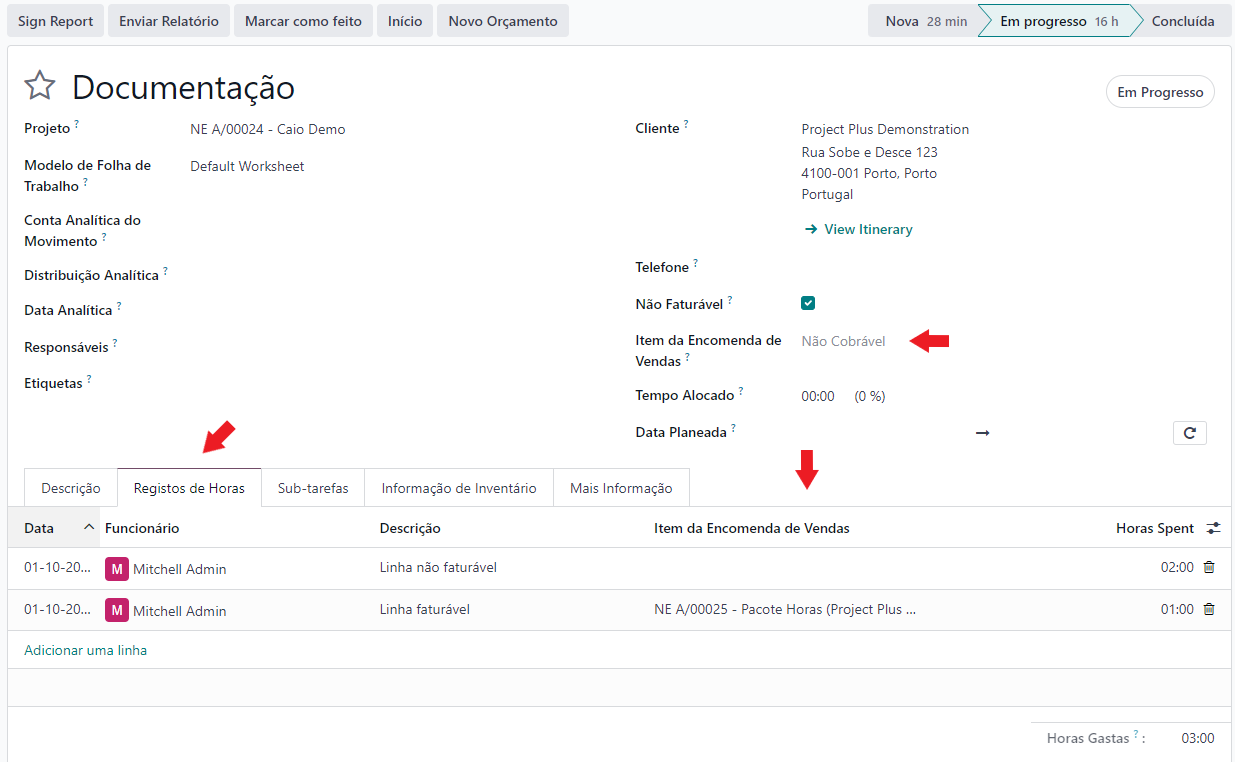 Sign Report Enviar Relatório Marcar como feito Início Novo Orçamento Nova 28 min Em progresso 16 h Concluída
Documentação
Em Progresso
Projeto ? NE A/00024 - Caio Demo
Modelo de Folha de
Trabalho ? Default Worksheet
Conta Analítica do
Movimento ?
Distribuição Analítica ?
Data Analítica ?
Responsáveis ?
Etiquetas ?
Cliente ? Project Plus Demonstration
Rua Sobe e Desce 123
4100-001 Porto, Porto
Portugal
→ View Itinerary
Telefone ?
Não Faturável ?
Item da Encomenda de
Vendas ? Não Cobrável
Tempo Alocado ? 00:00 (0 %)
Data Planeada ? →
Descrição Registos de Horas Sub-tarefas Informação de Inventário Mais Informação
Data Funcionário Descrição Item da Encomenda de Vendas Horas Spent
01-10-20... M Mitchell Admin Linha não faturável 02:00
01-10-20... M Mitchell Admin Linha faturável NE A/00025 - Pacote Horas (Project Plus ... 01:00
Adicionar uma linha
Horas Gastas ? : 03:00